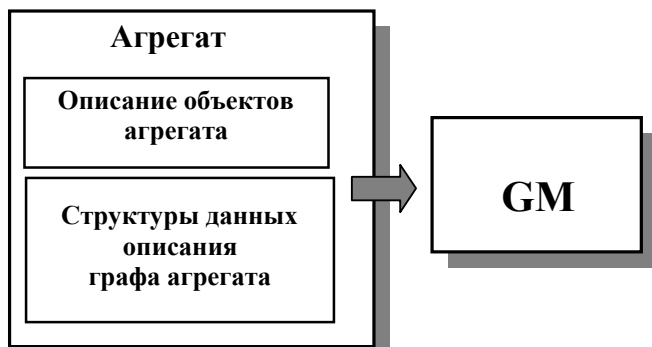 Агрегат
Описание объектов
агрегата
Структуры данных
описания
графа агрегата
GM